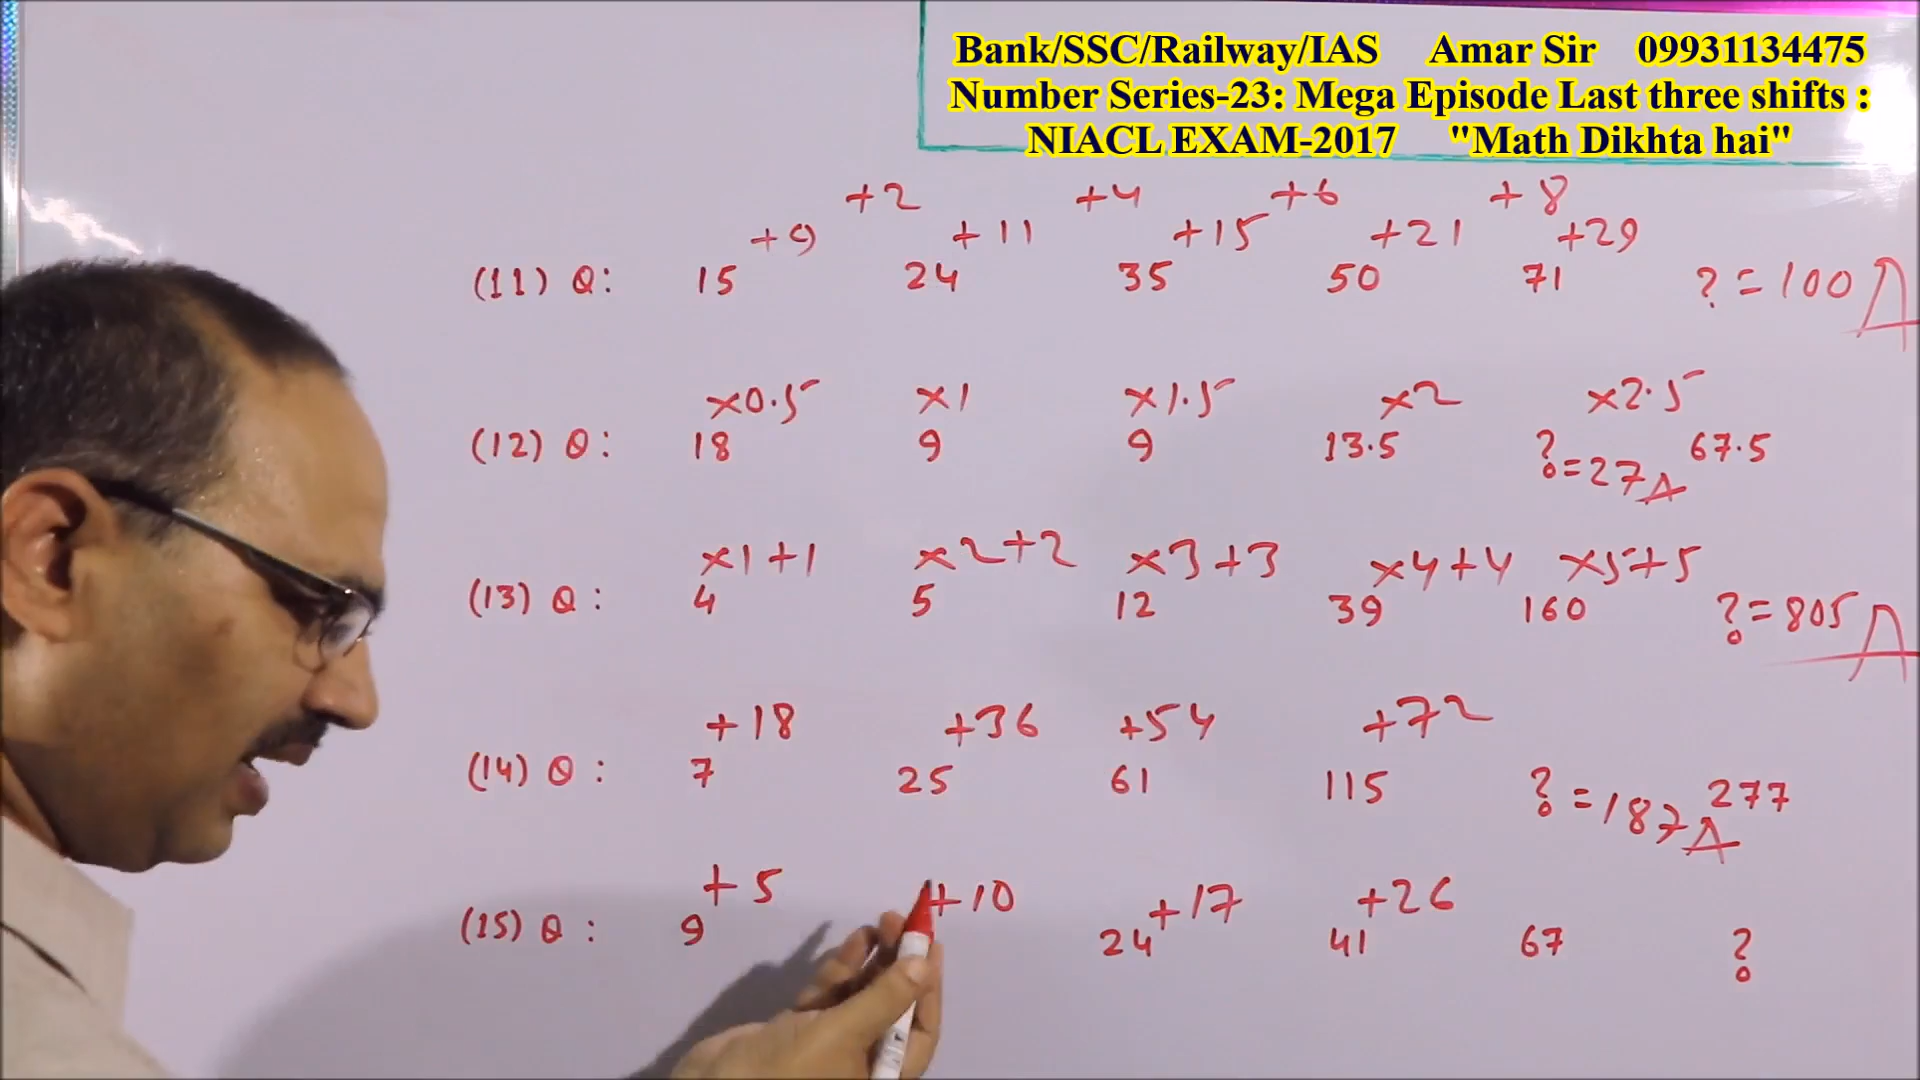 Bank/SSC/Railway/IAS Amar Sir 09931134475
Number Series-23: Mega Episode Last three shifts :
NIACL EXAM-2017 "Math Dikhta hai"
+2 +4 +6 +8
+9 +11 +15 +21 +29
(11) Q: 15 24 35 50 71 ? = 100 A
×0.5 ×1 ×1.5 ×2 ×2.5
(12) Q: 18 9 9 13.5 ? = 27 A 67.5
×1+1 ×2+2 ×3+3 ×4+4 ×5+5
(13) Q: 4 5 12 39 160 ? = 805 A
+18 +36 +54 +72
(14) Q: 7 25 61 115 ? = 187 A 277
+5 +10 +17 +26
(15) Q: 9 24 41 67 ?